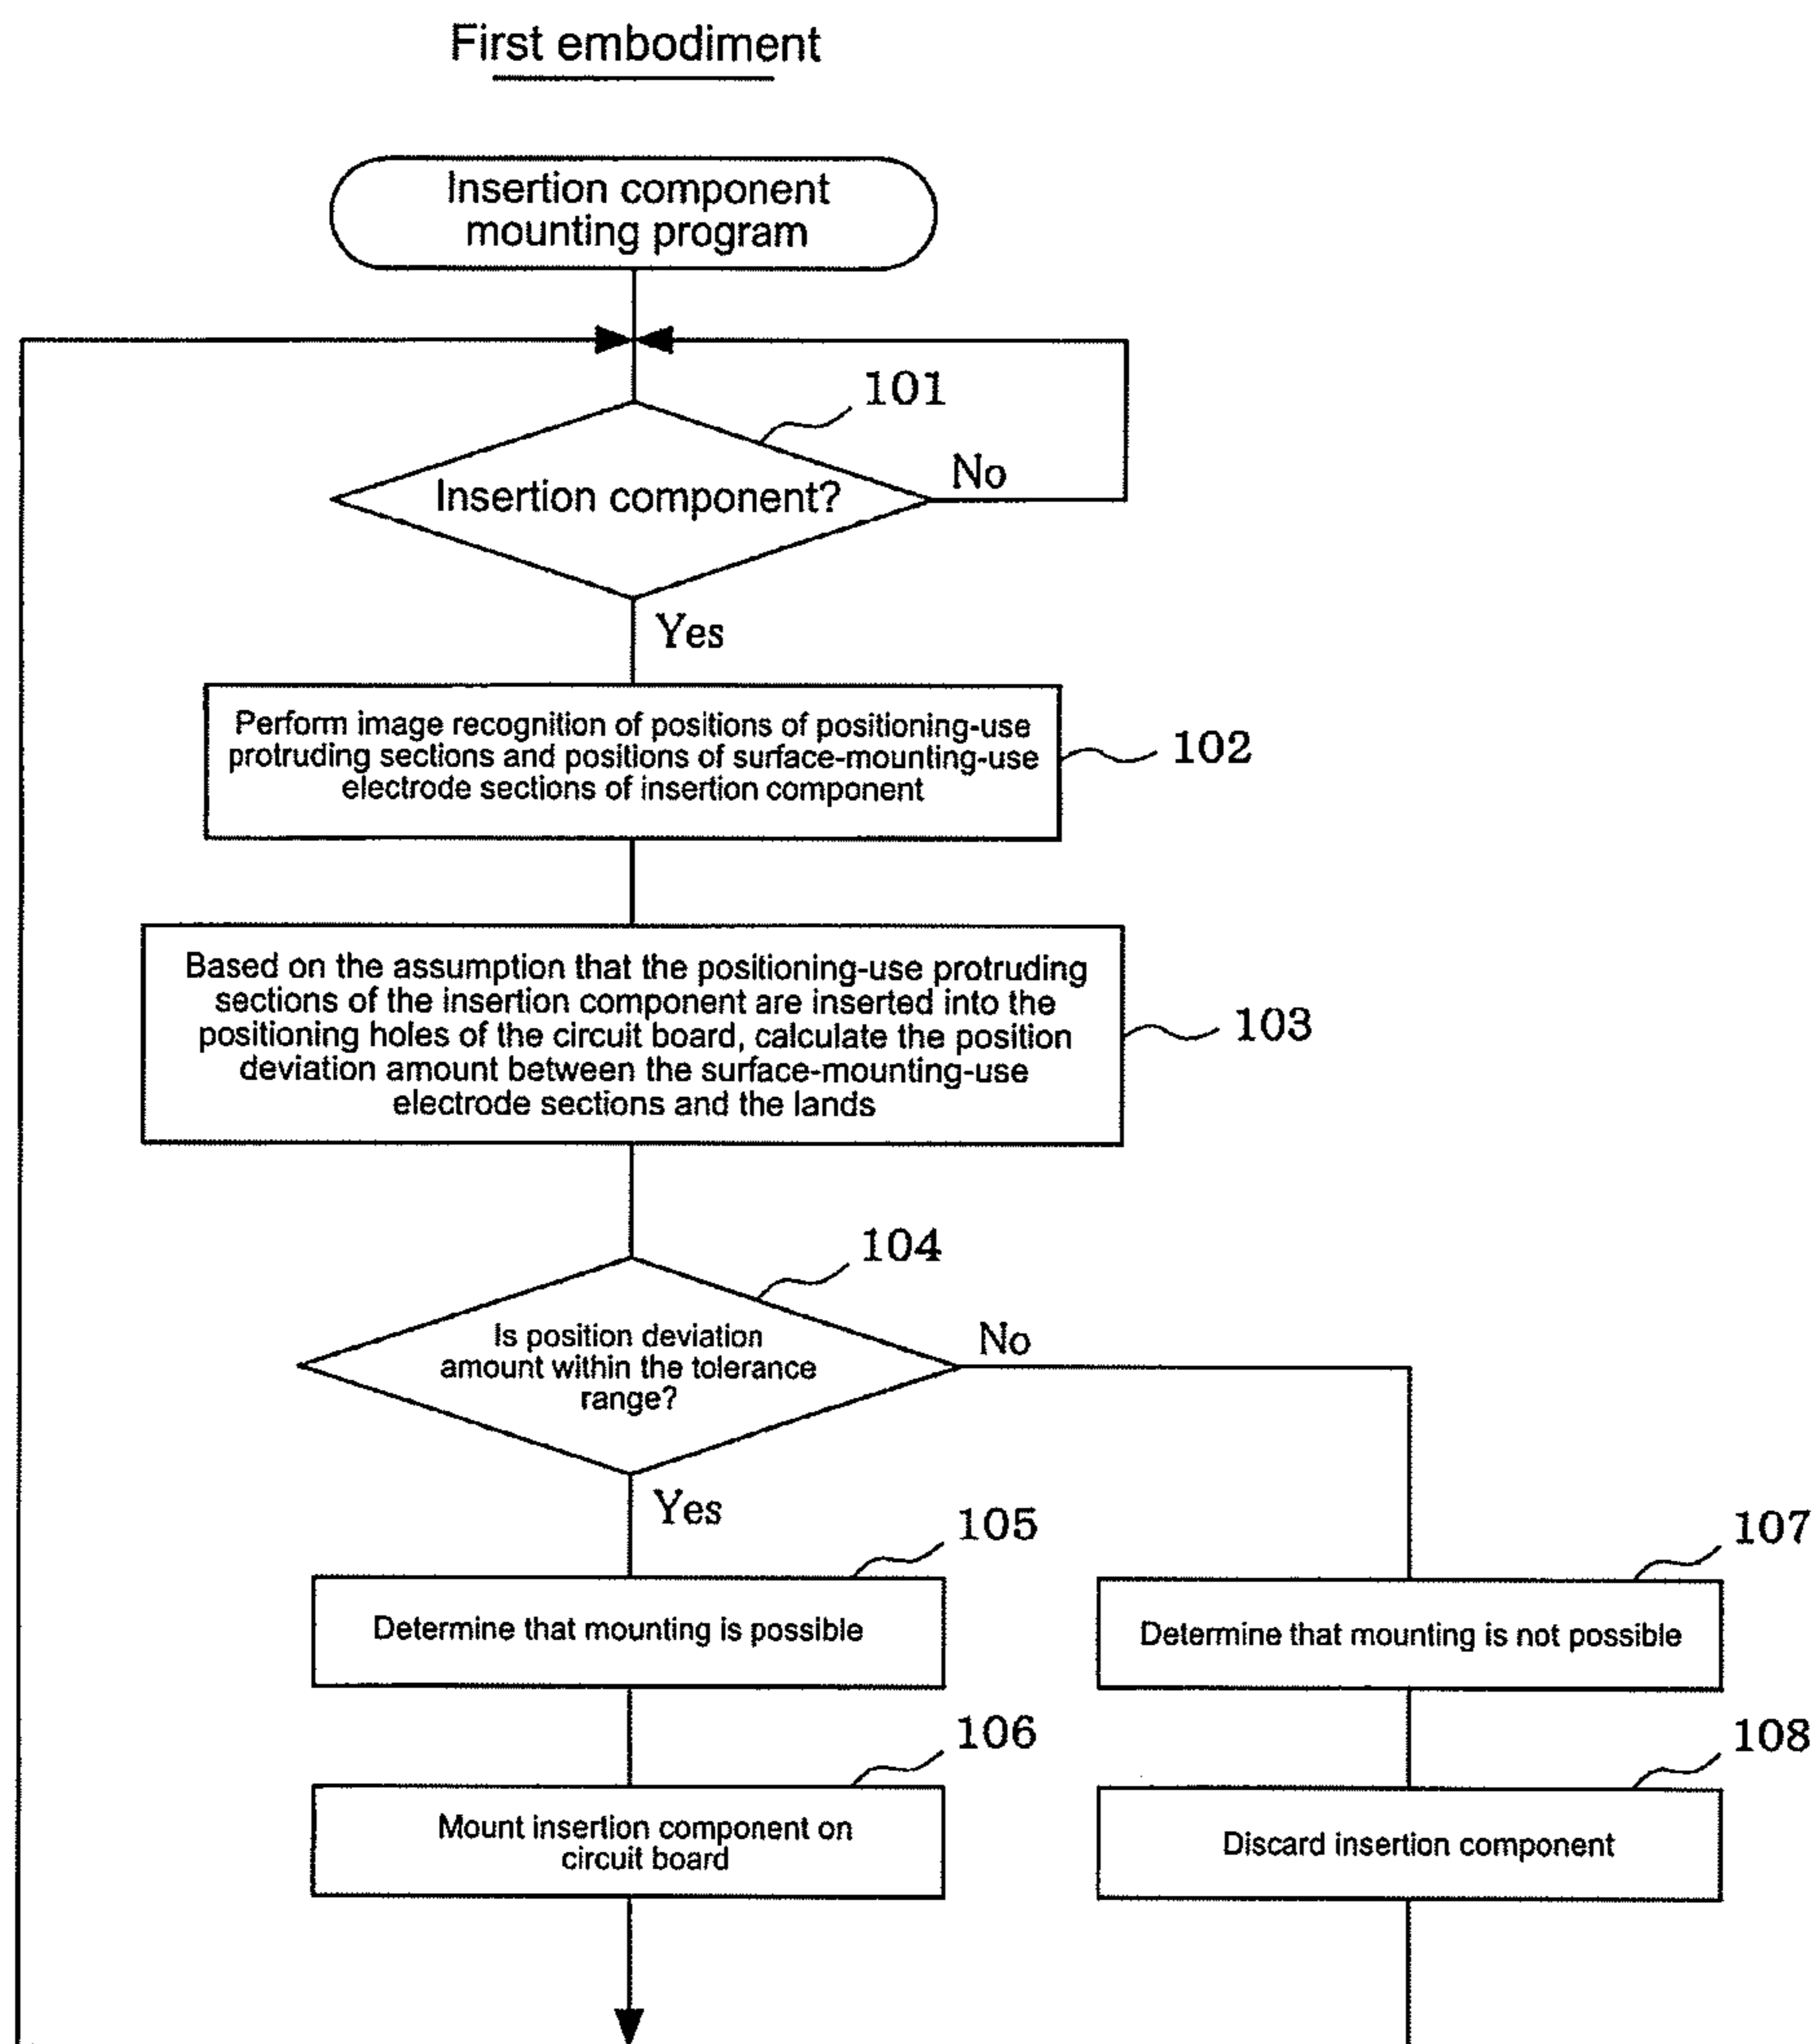 First embodiment
Insertion component
mounting program
101
Insertion component?
No
Yes
Perform image recognition of positions of positioning-use
protruding sections and positions of surface-mounting-use
electrode sections of insertion component
102
Based on the assumption that the positioning-use protruding
sections of the insertion component are inserted into the
positioning holes of the circuit board, calculate the position
deviation amount between the surface-mounting-use
electrode sections and the lands
103
104
Is position deviation
amount within the tolerance
range?
No
Yes
105
Determine that mounting is possible
107
Determine that mounting is not possible
106
Mount insertion component on
circuit board
108
Discard insertion component